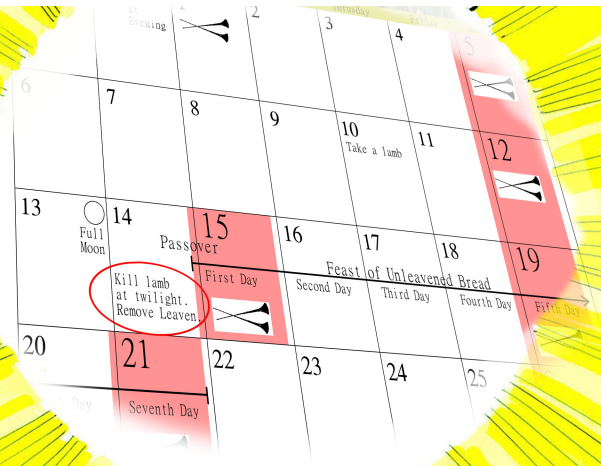 at
Evening
1
2
3
4
5
6
7
8
9
10
Take a lamb
11
12
13
Full
Moon
14
Passover
Kill lamb
at twilight.
Remove Leaven.
15
First Day
16
Second Day
Feast of Unleavened Bread
17
Third Day
18
Fourth Day
19
Fifth Day
20
Day
21
Seventh Day
22
23
24
25